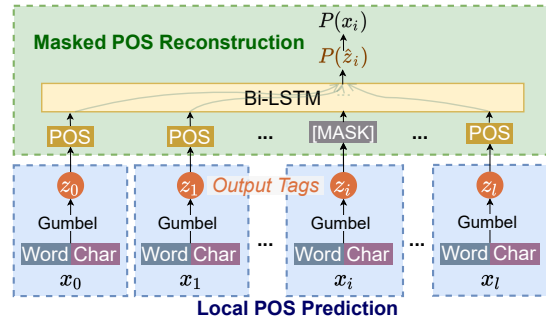 P(x_i)
Masked POS Reconstruction
P(ẑ_i)
...
Bi-LSTM
POS POS ... [MASK] ... POS
z_0 z_1 Output Tags z_i z_l
Gumbel Gumbel Gumbel Gumbel
Word Char Word Char ... Word Char ... Word Char
x_0 x_1 x_i x_l
Local POS Prediction